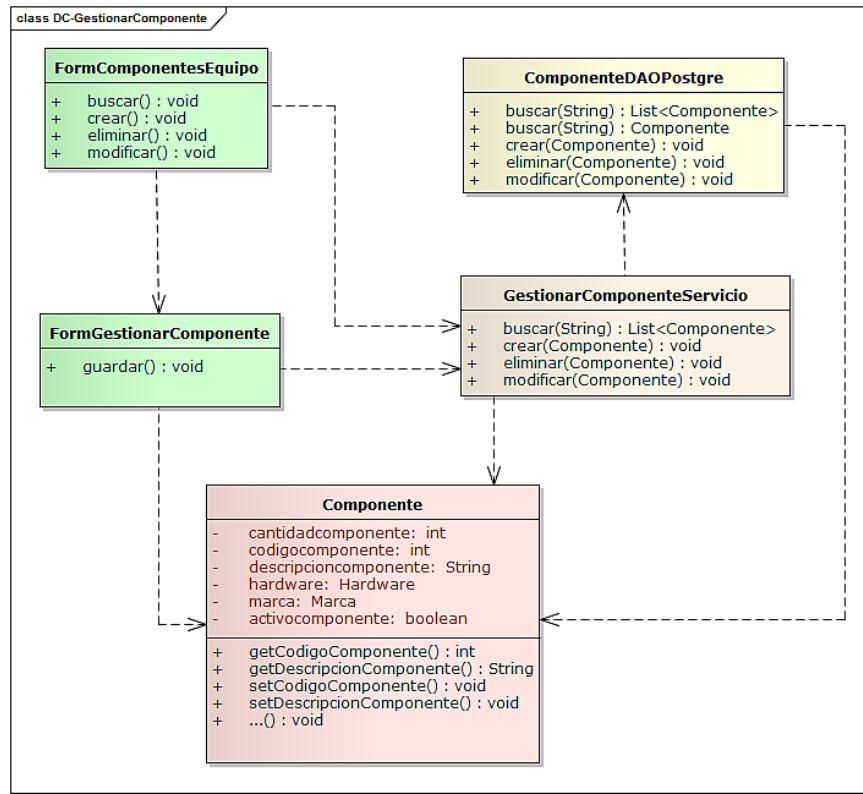 class DC-GestionarComponente
FormComponentesEquipo
+ buscar() : void
+ crear() : void
+ eliminar() : void
+ modificar() : void
ComponenteDAOPostgre
+ buscar(String) : List<Componente>
+ buscar(String) : Componente
+ crear(Componente) : void
+ eliminar(Componente) : void
+ modificar(Componente) : void
FormGestionarComponente
+ guardar() : void
GestionarComponenteServicio
+ buscar(String) : List<Componente>
+ crear(Componente) : void
+ eliminar(Componente) : void
+ modificar(Componente) : void
Componente
- cantidadcomponente: int
- codigocomponente: int
- descripcioncomponente: String
- hardware: Hardware
- marca: Marca
- activocomponente: boolean
+ getCodigoComponente() : int
+ getDescripcionComponente() : String
+ setCodigoComponente() : void
+ setDescripcionComponente() : void
+ ...() : void